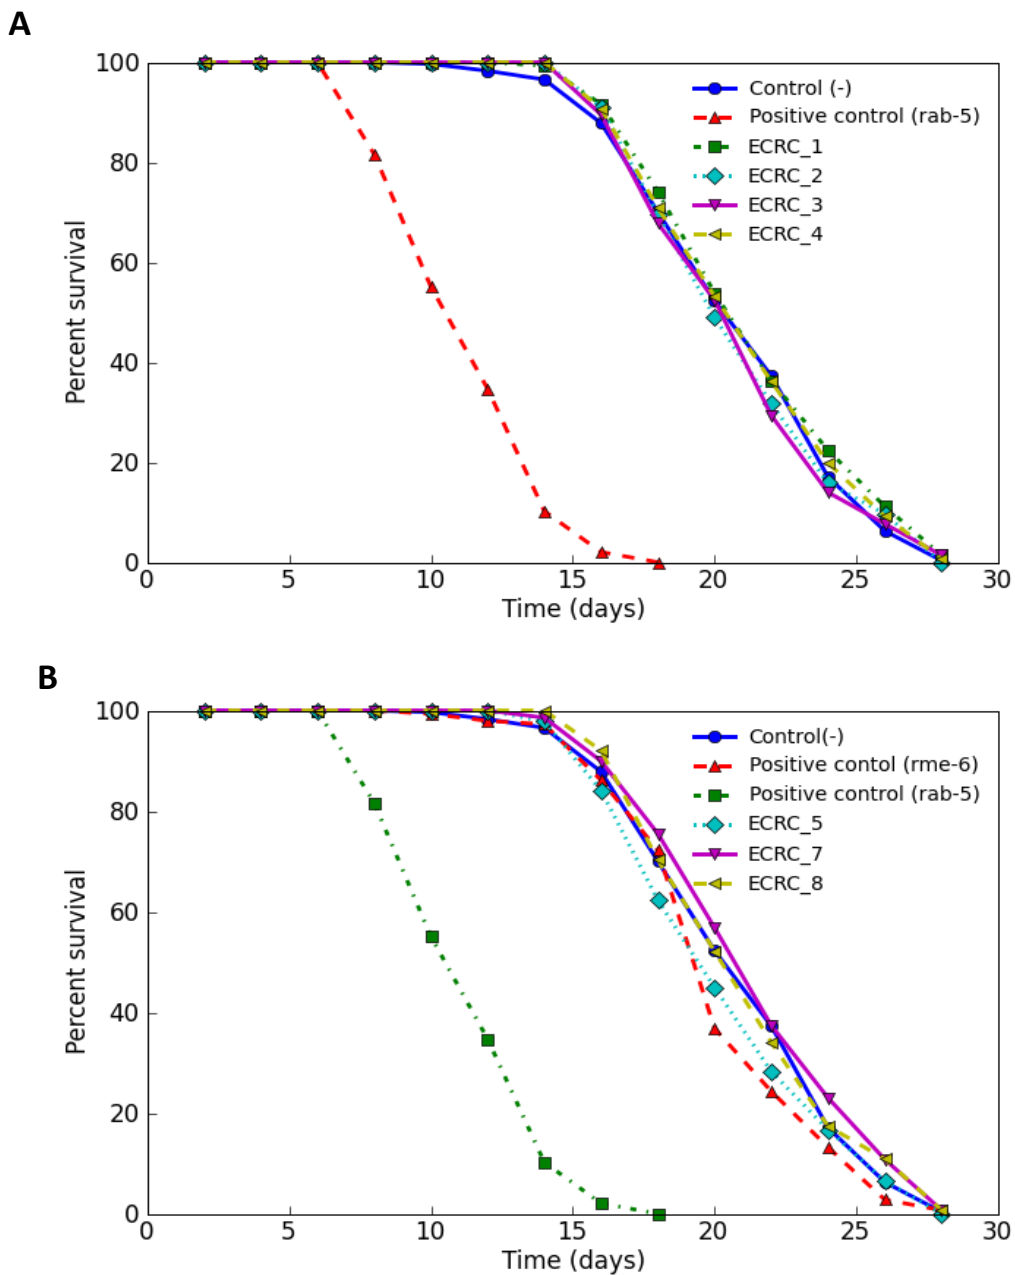 A
100
80
60
40
20
0
Percent survival
Control (-)
Positive control (rab-5)
ECRC_1
ECRC_2
ECRC_3
ECRC_4
0 5 10 15 20 25 30
Time (days)
B
100
80
60
40
20
0
Percent survival
Control(-)
Positive contol (rme-6)
Positive control (rab-5)
ECRC_5
ECRC_7
ECRC_8
0 5 10 15 20 25 30
Time (days)